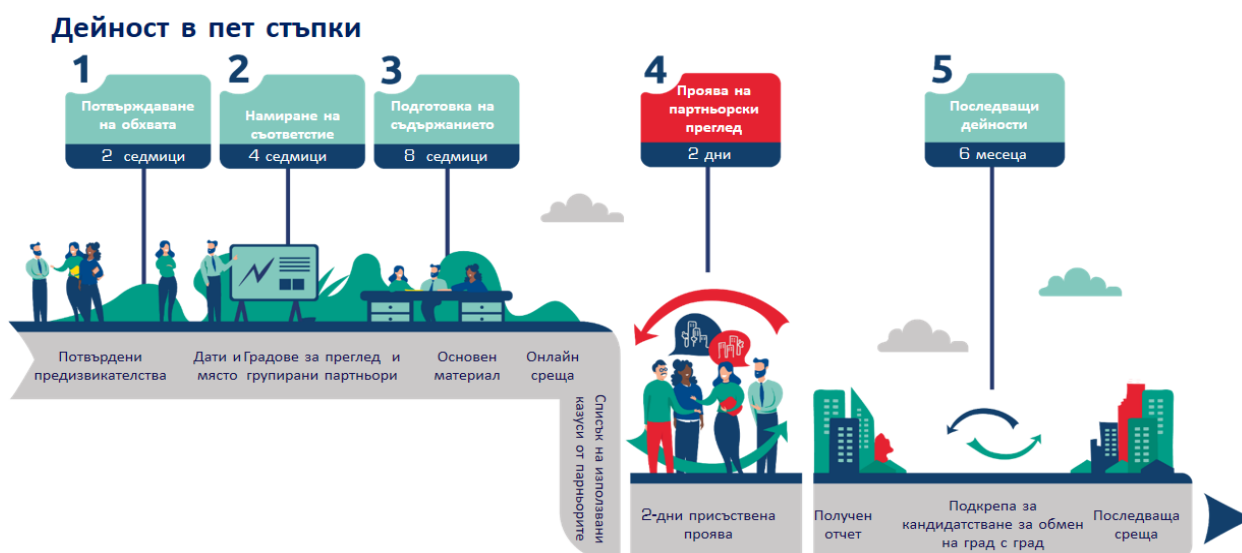 Дейност в пет стъпки
1
Потвърждаване
на обхвата
2 седмици
2
Намиране на
съответстие
4 седмици
3
Подготовка на
съдържанието
8 седмици
4
Проява на
партньорски
преглед
2 дни
5
Последващи
дейности
6 месеца
Потвърдени
предизвикателства
Дати и
място
Градове за преглед и
групирани партньори
Основен
материал
Онлайн
среща
Списък на използвани
казуси от парньорите
2-дни присъствена
проява
Получен
отчет
Подкрепа за
кандидатстване за обмен
на град с град
Последваща
среща